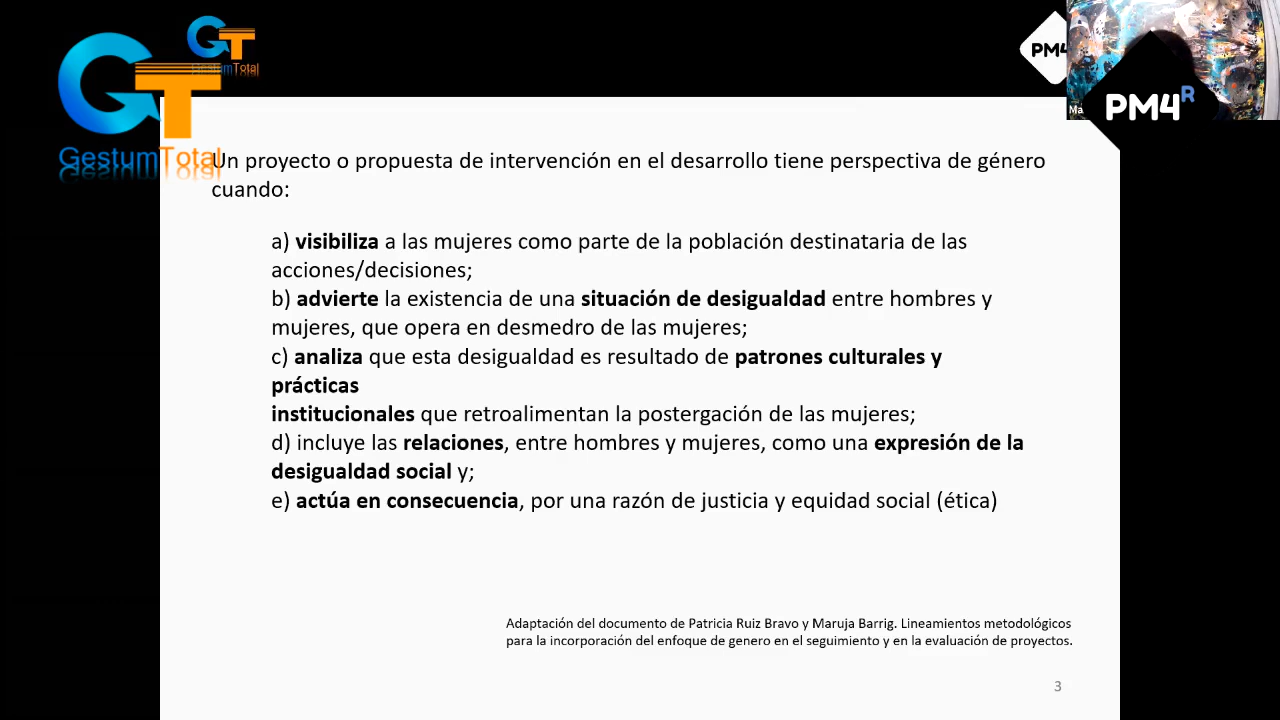 GT
GestumTotal
GT
GestumTotal
PM4
Ma
PM4R
Un proyecto o propuesta de intervención en el desarrollo tiene perspectiva de género
cuando:
a) visibiliza a las mujeres como parte de la población destinataria de las
acciones/decisiones;
b) advierte la existencia de una situación de desigualdad entre hombres y
mujeres, que opera en desmedro de las mujeres;
c) analiza que esta desigualdad es resultado de patrones culturales y
prácticas
institucionales que retroalimentan la postergación de las mujeres;
d) incluye las relaciones, entre hombres y mujeres, como una expresión de la
desigualdad social y;
e) actúa en consecuencia, por una razón de justicia y equidad social (ética)
Adaptación del documento de Patricia Ruiz Bravo y Maruja Barrig. Lineamientos metodológicos
para la incorporación del enfoque de genero en el seguimiento y en la evaluación de proyectos.
3